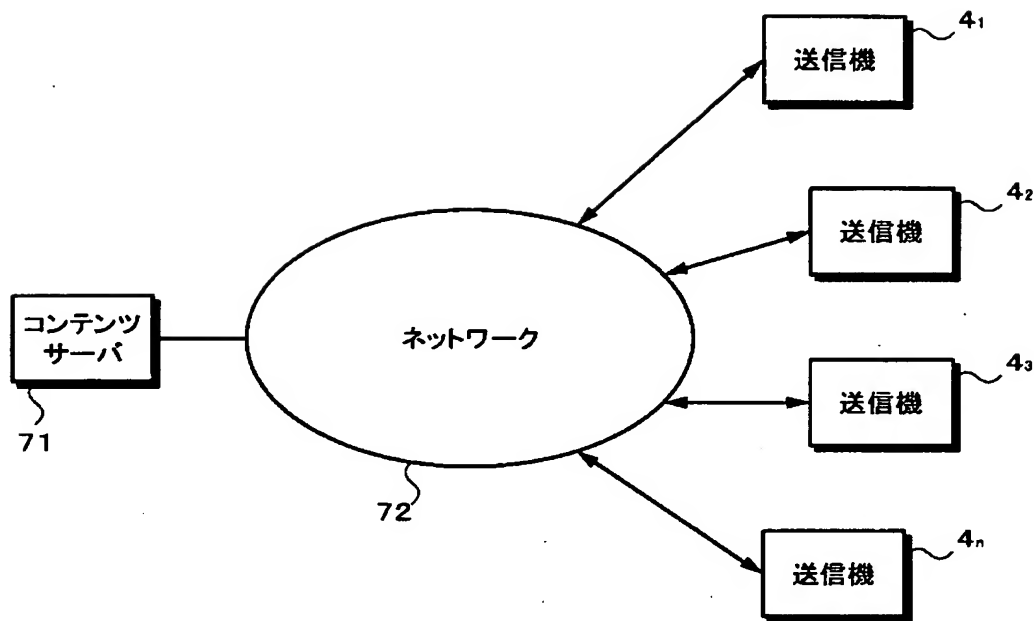 4₁
送信機
4₂
送信機
コンテンツ
サーバ
71
ネットワーク
72
4₃
送信機
4ₙ
送信機